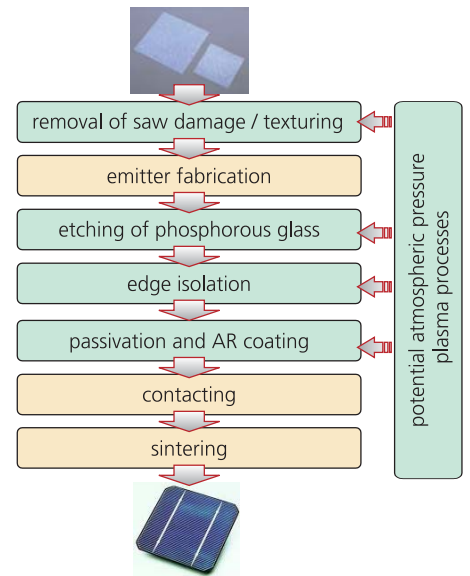 removal of saw damage / texturing
emitter fabrication
etching of phosphorous glass
edge isolation
passivation and AR coating
contacting
sintering
potential atmospheric pressure
plasma processes